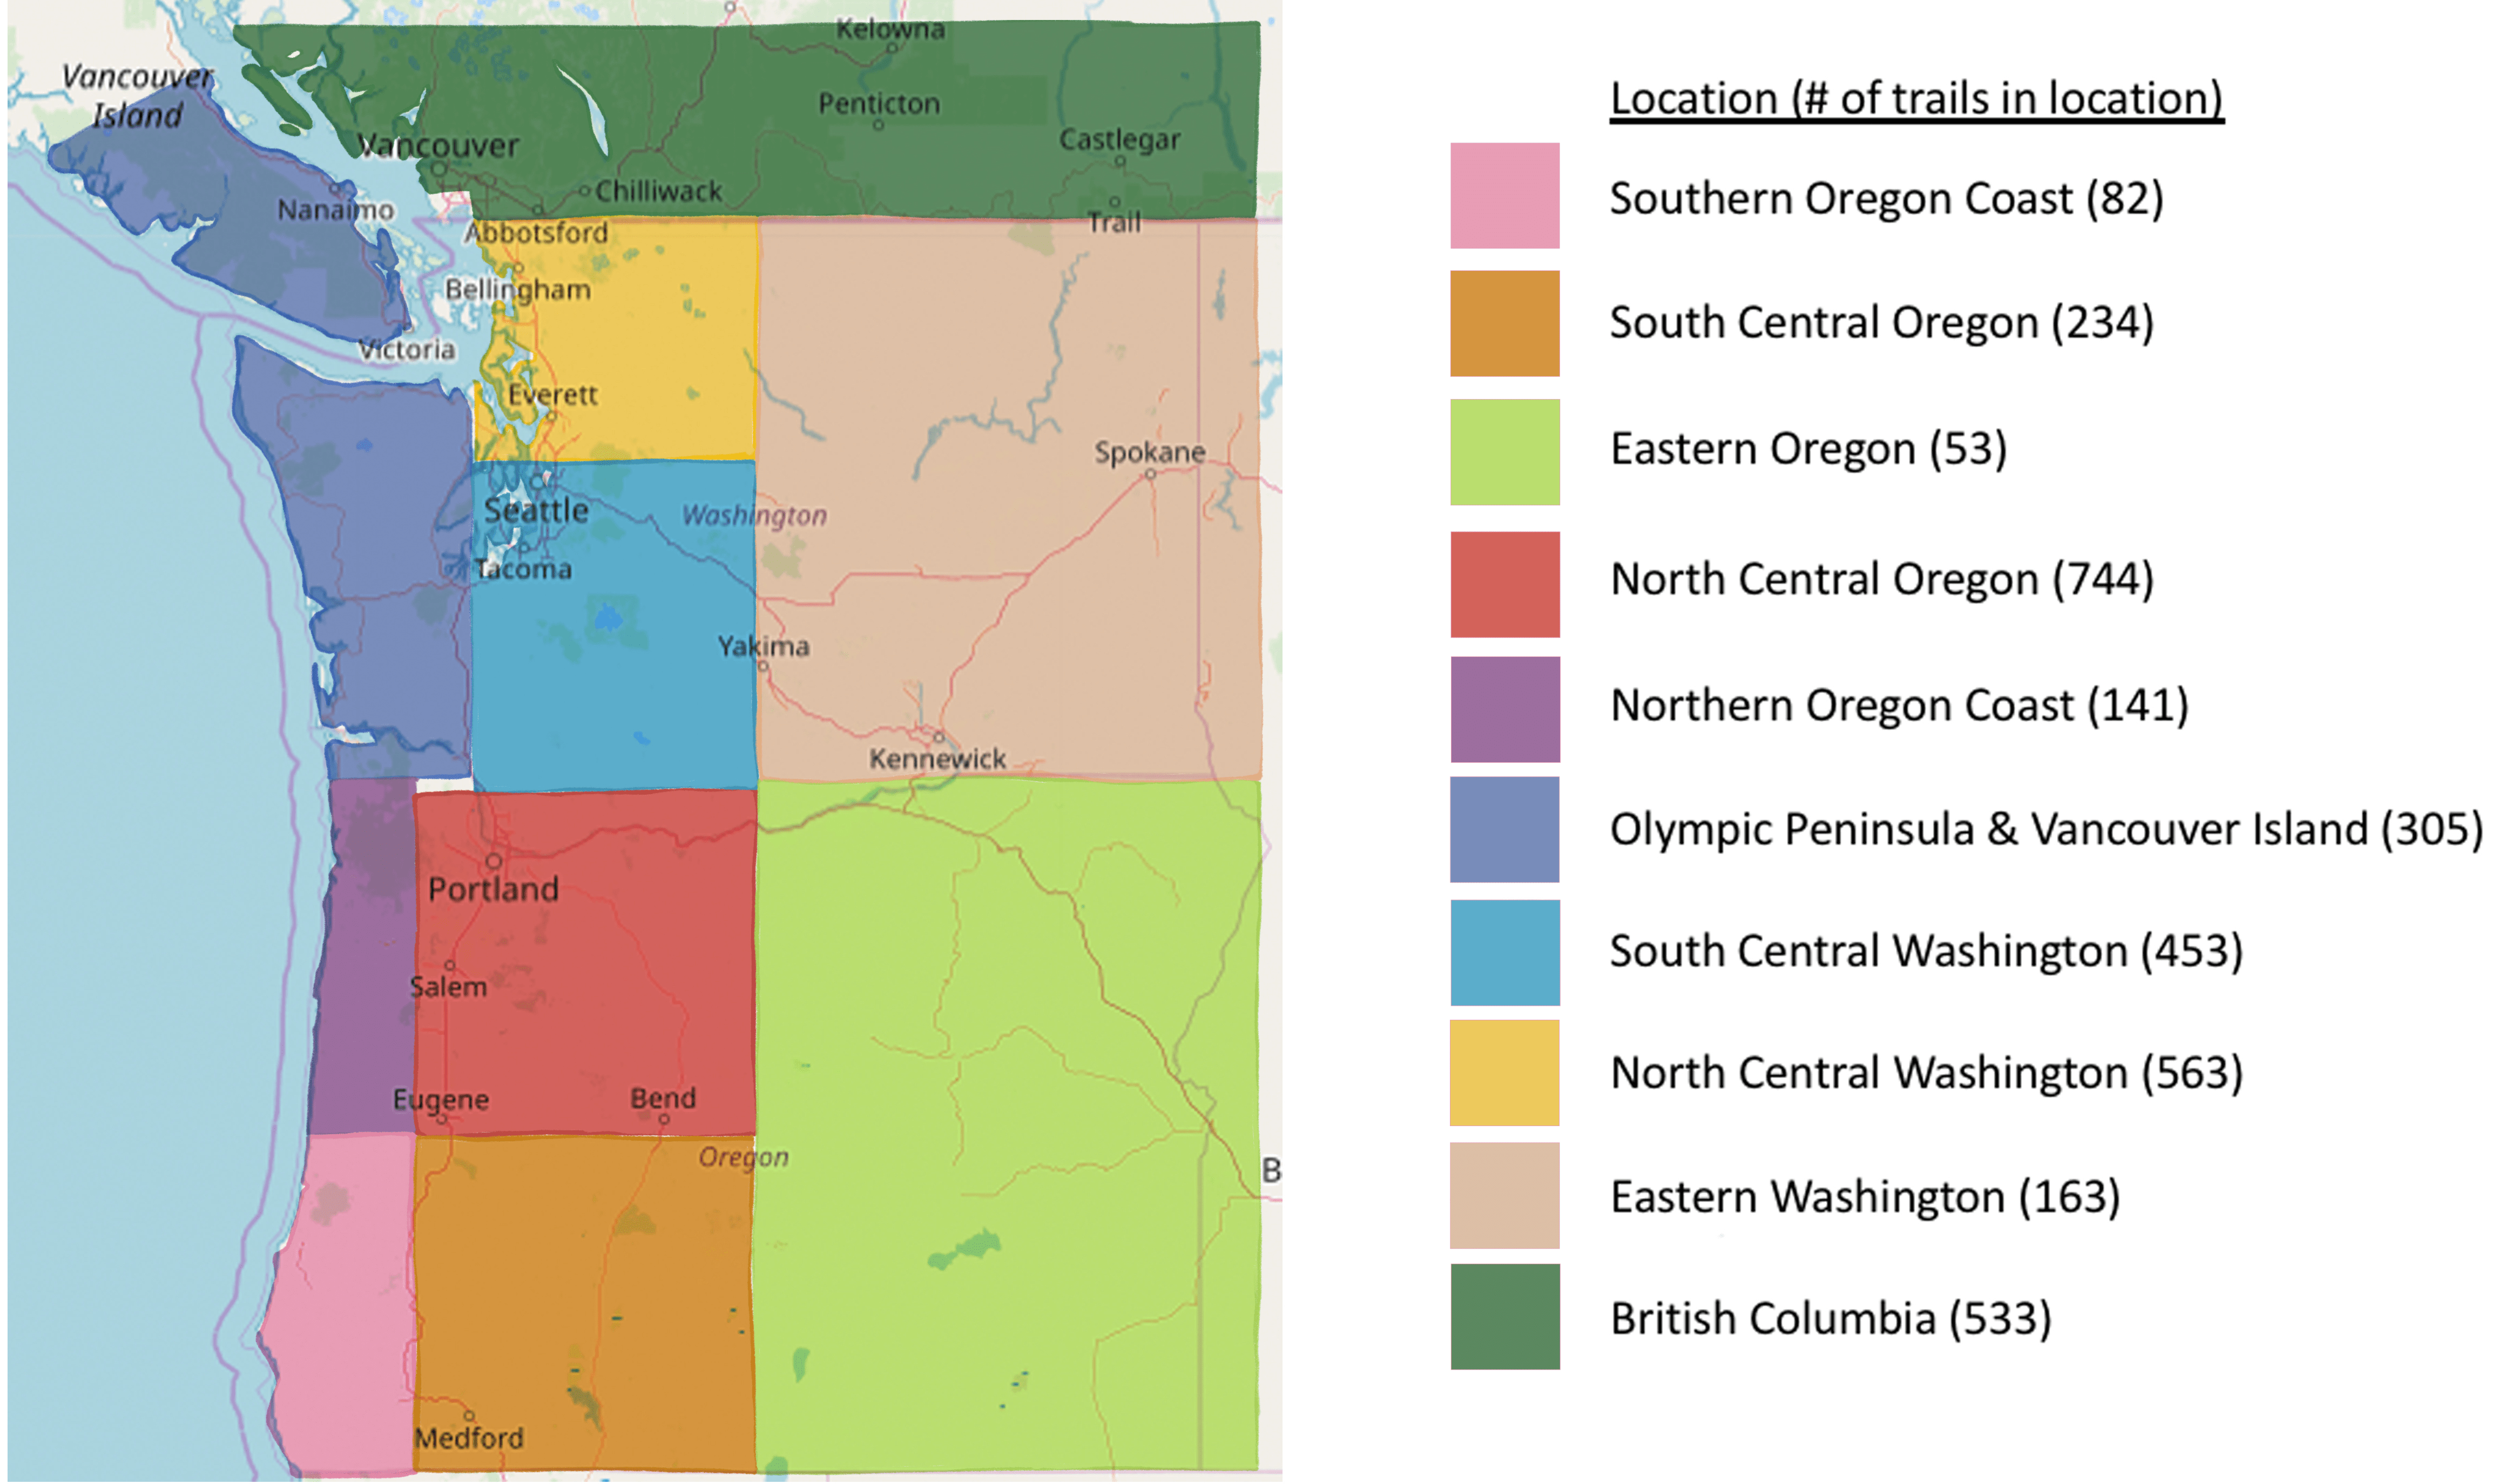 Vancouver
Island
Kelowna
Penticton
Vancouver
Castlegar
Chilliwack
Nanaimo
Trail
Abbotsford
Bellingham
Victoria
Everett
Spokane
Seattle
Washington
Tacoma
Yakima
Kennewick
Portland
Salem
Eugene
Bend
Oregon
B
Medford
Location (# of trails in location)
Southern Oregon Coast (82)
South Central Oregon (234)
Eastern Oregon (53)
North Central Oregon (744)
Northern Oregon Coast (141)
Olympic Peninsula & Vancouver Island (305)
South Central Washington (453)
North Central Washington (563)
Eastern Washington (163)
British Columbia (533)